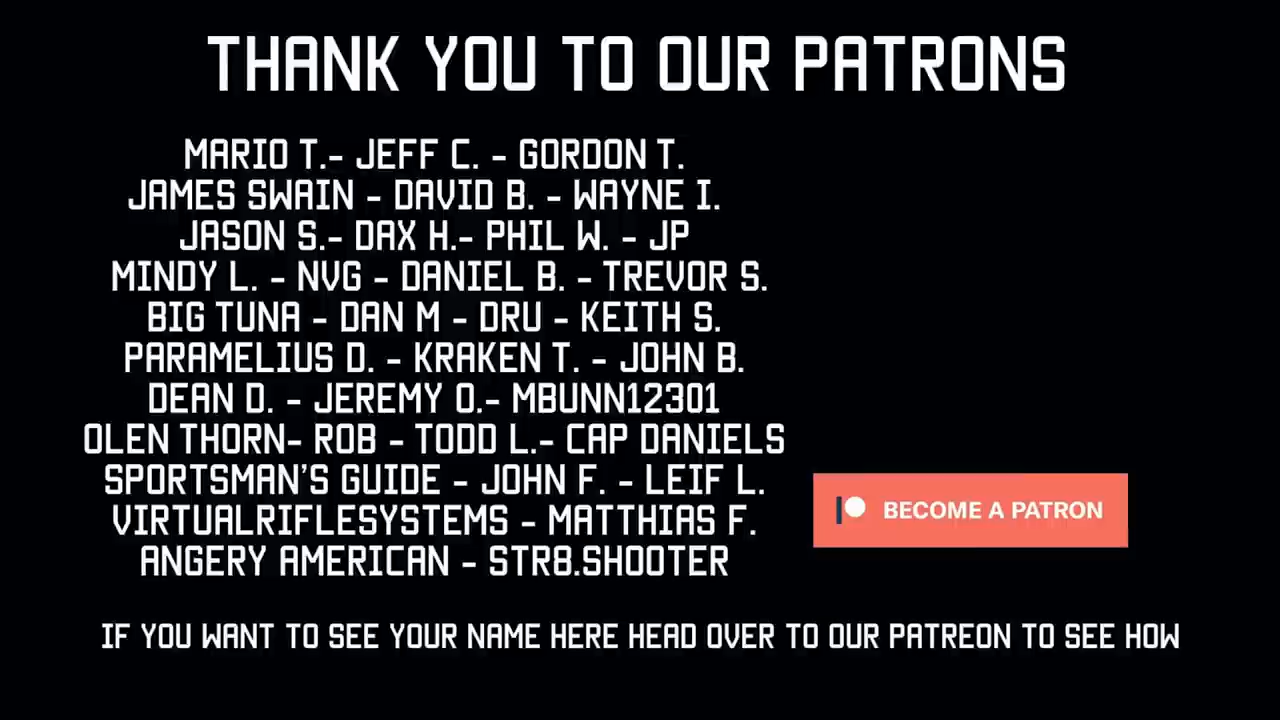 THANK YOU TO OUR PATRONS
MARIO T.- JEFF C. - GORDON T.
JAMES SWAIN - DAVID B. - WAYNE I.
JASON S.- DAX H.- PHIL W. - JP
MINDY L. - NVG - DANIEL B. - TREVOR S.
BIG TUNA - DAN M - DRU - KEITH S.
PARAMELIUS D. - KRAKEN T. - JOHN B.
DEAN D. - JEREMY O.- MBUNN12301
OLEN THORN- ROB - TODD L.- CAP DANIELS
SPORTSMAN'S GUIDE - JOHN F. - LEIF L.
VIRTUALRIFLESYSTEMS - MATTHIAS F.
ANGERY AMERICAN - STR8.SHOOTER
BECOME A PATRON
IF YOU WANT TO SEE YOUR NAME HERE HEAD OVER TO OUR PATREON TO SEE HOW